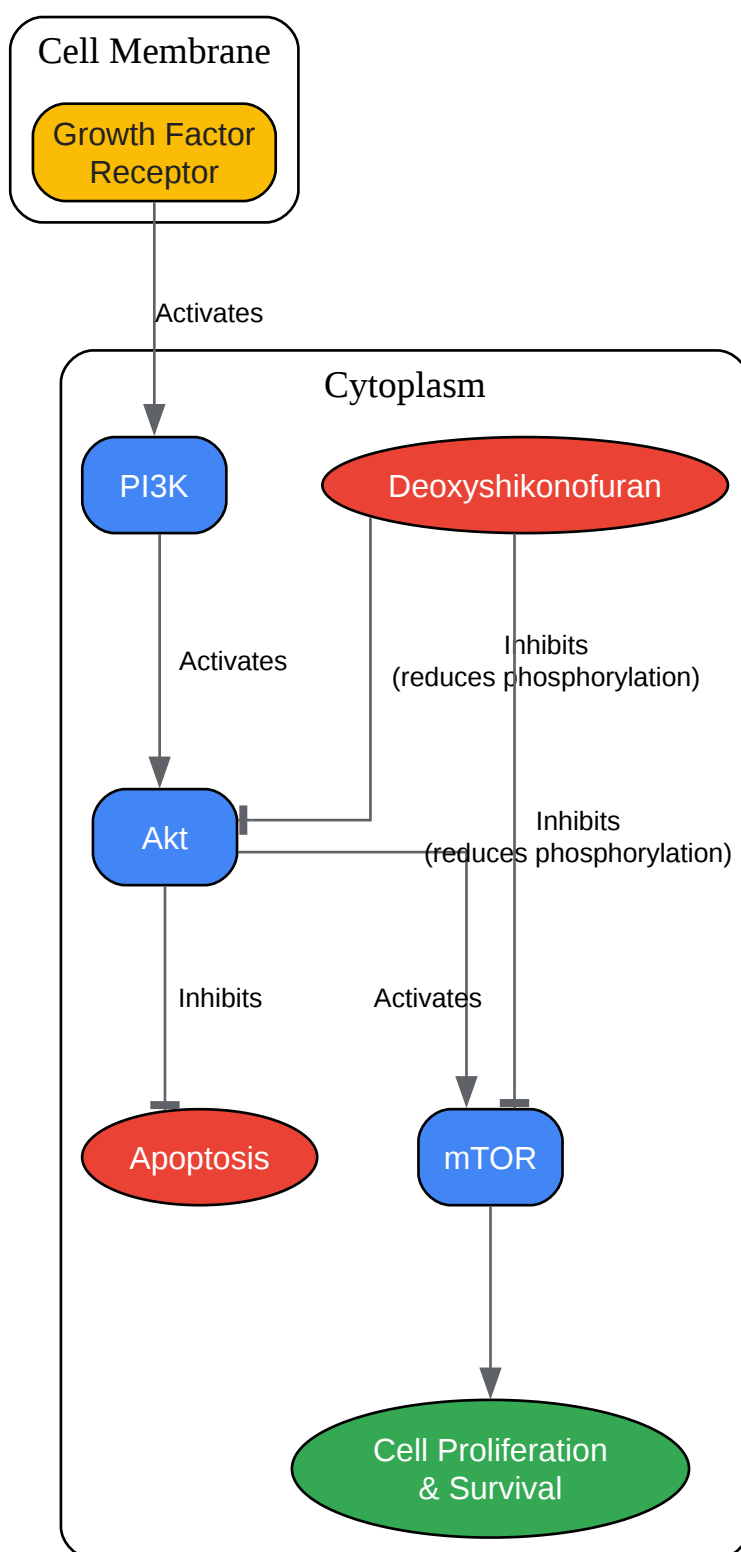 Cell Membrane
Growth Factor
Receptor
Activates
Cytoplasm
PI3K
Deoxyshikonofuran
Activates
Inhibits
(reduces phosphorylation)
Akt
Inhibits
(reduces phosphorylation)
Inhibits
Activates
Apoptosis
mTOR
Cell Proliferation
& Survival